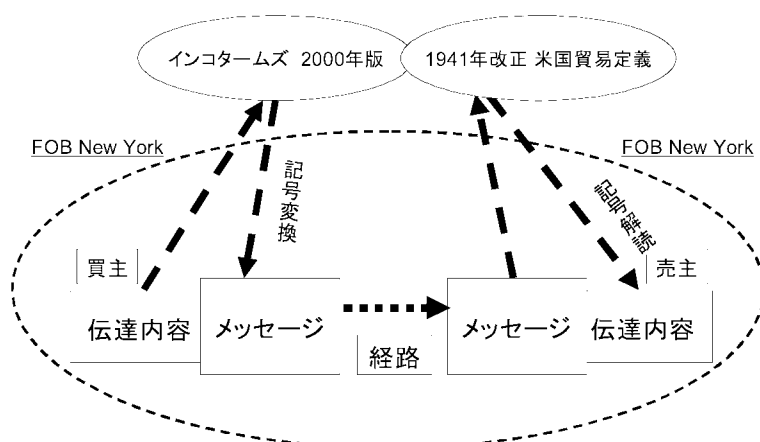 インコタームズ 2000年版
1941年改正 米国貿易定義
FOB New York
FOB New York
記号変換
記号解読
買主
売主
伝達内容
メッセージ
メッセージ
伝達内容
経路